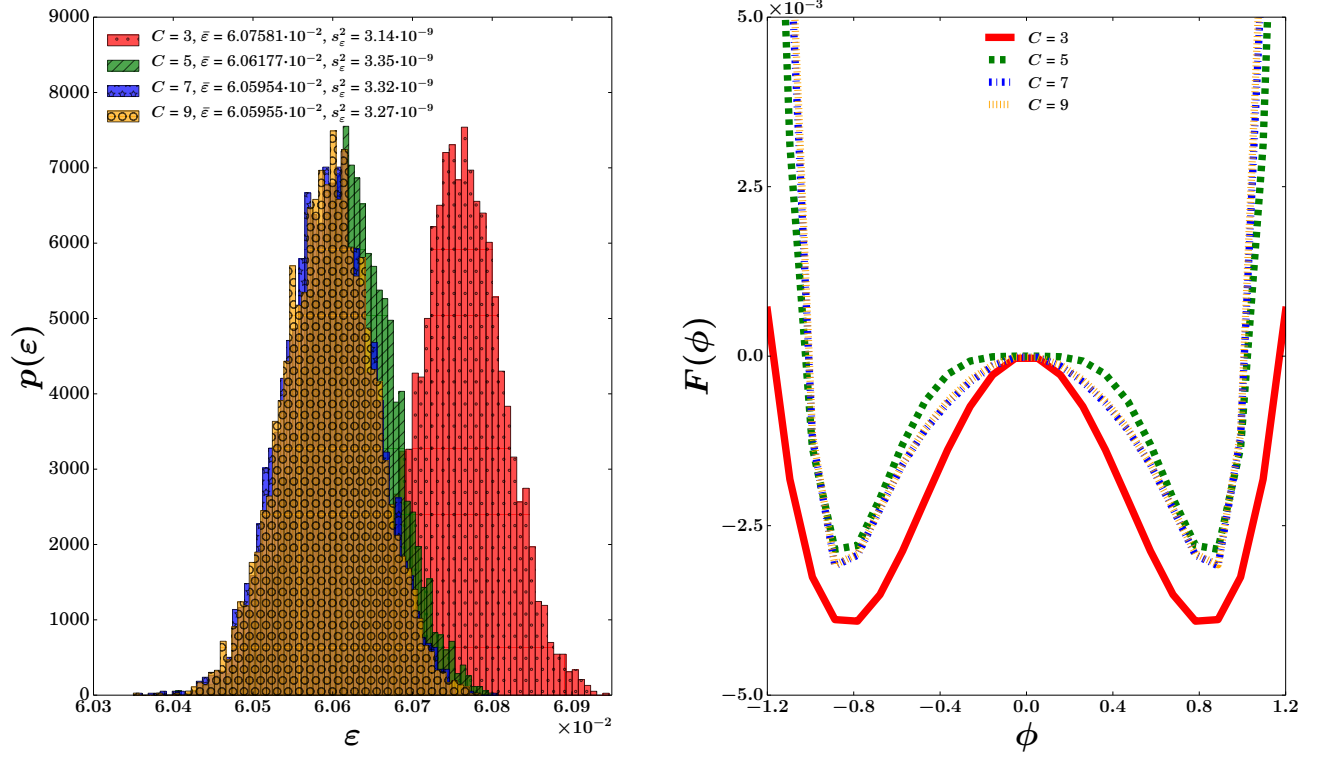 9000
8000
7000
6000
5000
4000
3000
2000
1000
0
p(ε)
C = 3, ε̄ = 6.07581·10⁻², s²_ε = 3.14·10⁻⁹
C = 5, ε̄ = 6.06177·10⁻², s²_ε = 3.35·10⁻⁹
C = 7, ε̄ = 6.05954·10⁻², s²_ε = 3.32·10⁻⁹
C = 9, ε̄ = 6.05955·10⁻², s²_ε = 3.27·10⁻⁹
6.03 6.04 6.05 6.06 6.07 6.08 6.09
×10⁻²
ε
×10⁻³
5.0
2.5
0.0
−2.5
−5.0
F(ϕ)
C = 3
C = 5
C = 7
C = 9
−1.2 −0.8 −0.4 0.0 0.4 0.8 1.2
ϕ